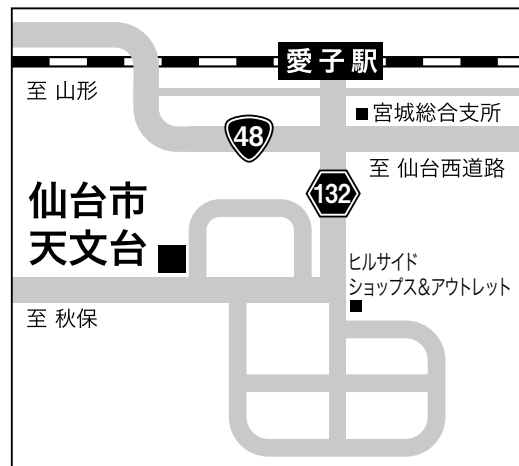 愛子駅
至 山形
宮城総合支所
48
至 仙台西道路
132
仙台市
天文台
ヒルサイド
ショップス&アウトレット
至 秋保